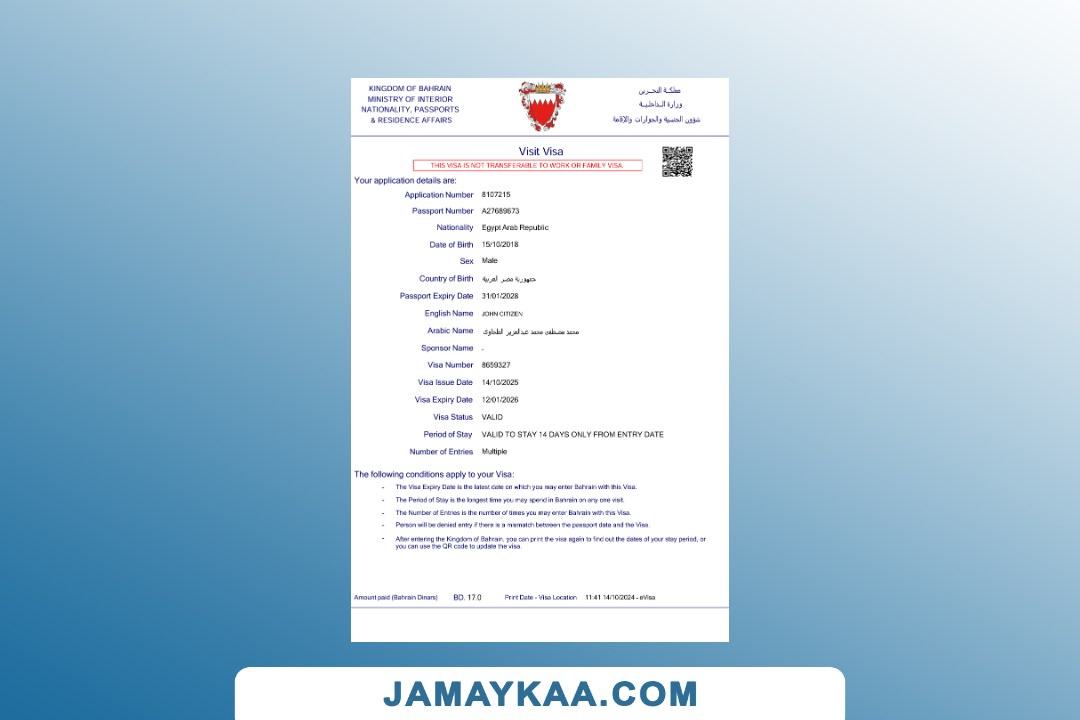 KINGDOM OF BAHRAIN
MINISTRY OF INTERIOR
NATIONALITY, PASSPORTS
& RESIDENCE AFFAIRS
مملكـة البحـرين
وزارة الـداخليـة
شؤون الجنسية والجوازات والإقامة
Visit Visa
THIS VISA IS NOT TRANSFERABLE TO WORK OR FAMILY VISA.
Your application details are:
Application Number 8107215
Passport Number A27689673
Nationality Egypt Arab Republic
Date of Birth 15/10/2018
Sex Male
Country of Birth جمهورية مصر العربية
Passport Expiry Date 31/01/2028
English Name JOHN CITIZEN
Arabic Name محمد مصطفى محمد عبدالعزيز
Sponsor Name -
Visa Number 8659327
Visa Issue Date 14/10/2025
Visa Expiry Date 12/01/2026
Visa Status VALID
Period of Stay VALID TO STAY 14 DAYS ONLY FROM ENTRY DATE
Number of Entries Multiple
The following conditions apply to your Visa:
- The Visa Expiry Date is the latest date on which you may enter Bahrain with this Visa.
- The Period of Stay is the longest time you may spend in Bahrain on any one visit.
- The Number of Entries is the number of times you may enter Bahrain with this Visa.
- Person will be denied entry if there is a mismatch between the passport date and the Visa.
- After entering the Kingdom of Bahrain, you can print the visa again to find out the dates of your stay period, or
you can use the QR code to update the visa.
Amount paid (Bahrain Dinars) BD. 17.0 Print Date - Visa Location 11:41 14/10/2024 - eVisa
JAMAYKAA.COM